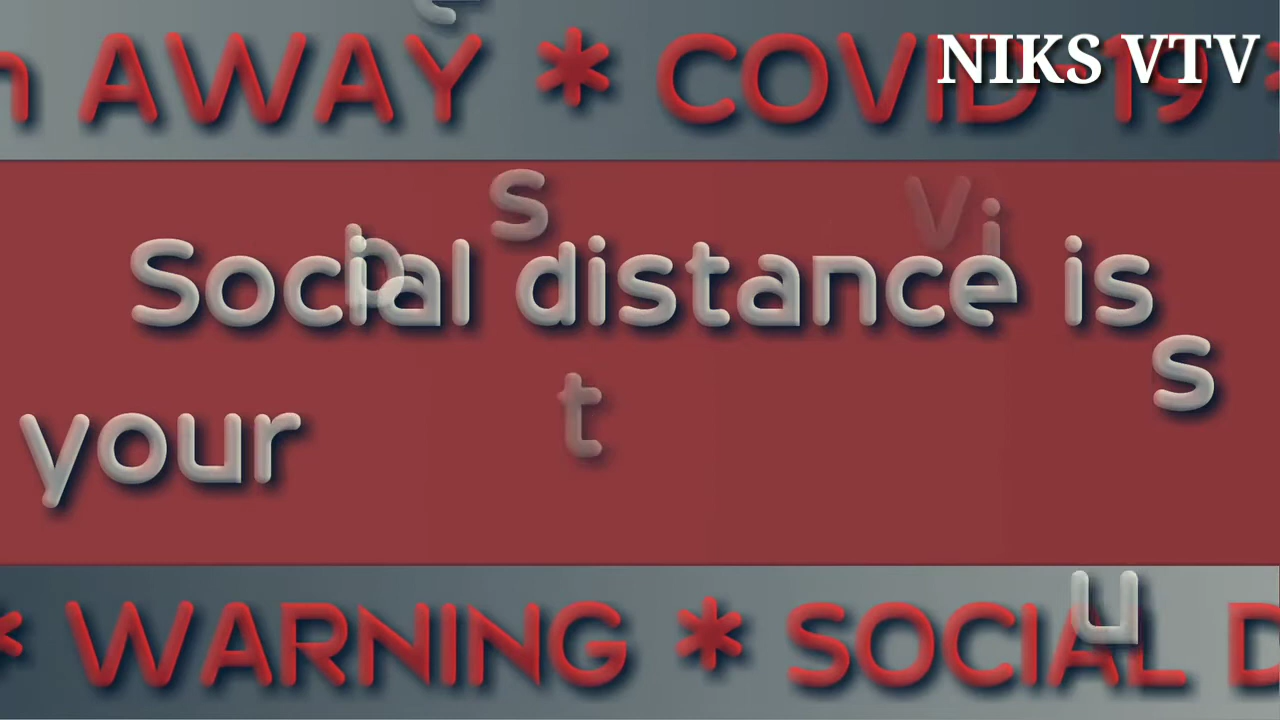 AWAY * COVID-19 *
NIKS VTV
Social distance is
your
* WARNING * SOCIAL D